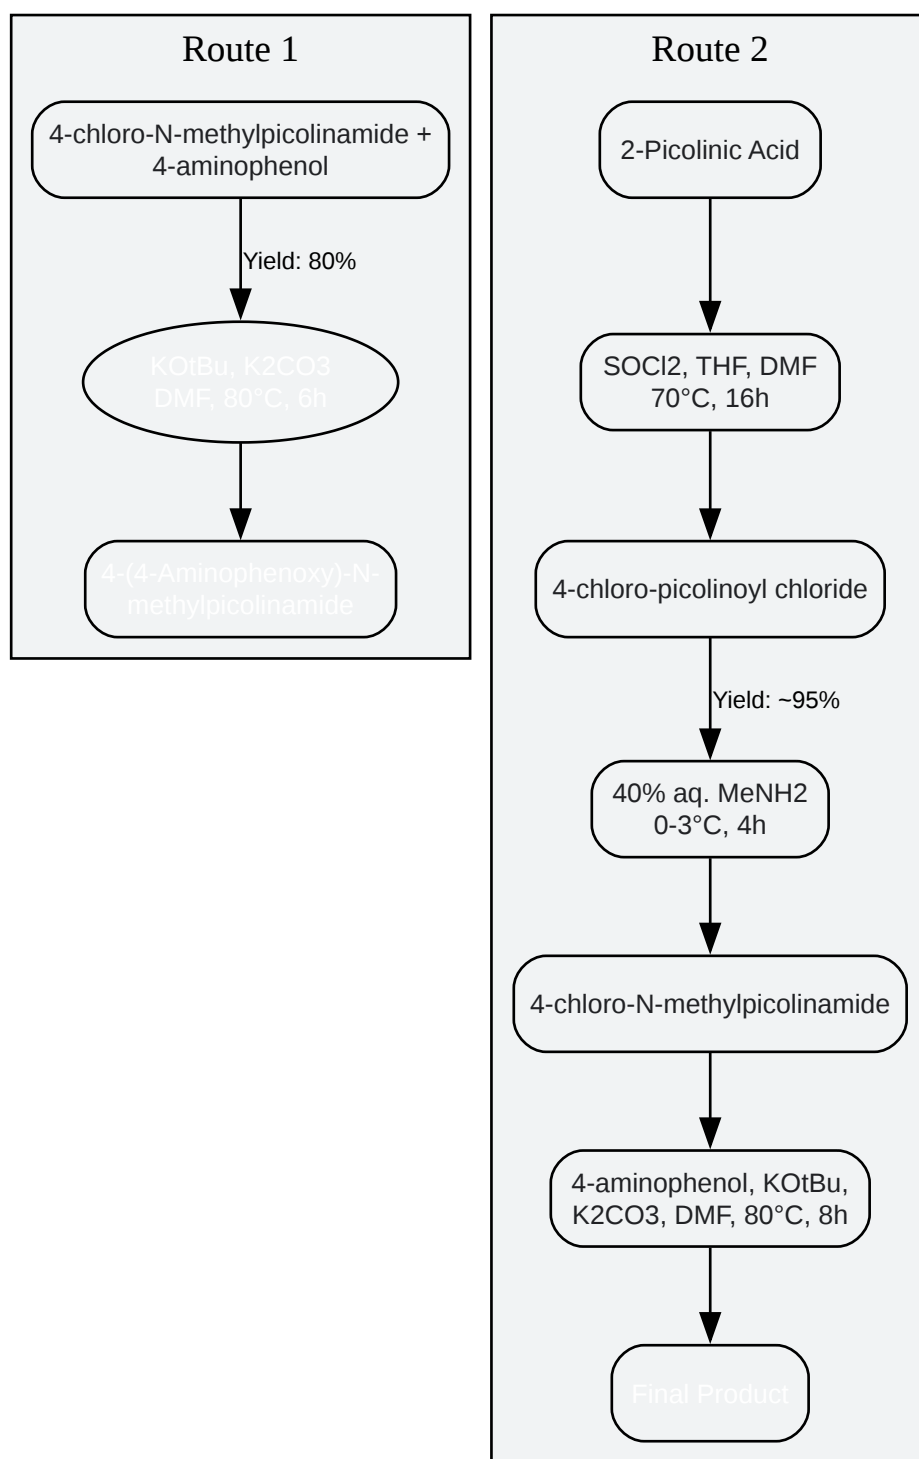 Route 1
4-chloro-N-methylpicolinamide +
4-aminophenol
Yield: 80%
KOtBu, K2CO3
DMF, 80°C, 6h
4-(4-Aminophenoxy)-N-
methylpicolinamide
Route 2
2-Picolinic Acid
SOCl2, THF, DMF
70°C, 16h
4-chloro-picolinoyl chloride
Yield: ~95%
40% aq. MeNH2
0-3°C, 4h
4-chloro-N-methylpicolinamide
4-aminophenol, KOtBu,
K2CO3, DMF, 80°C, 8h
Final Product